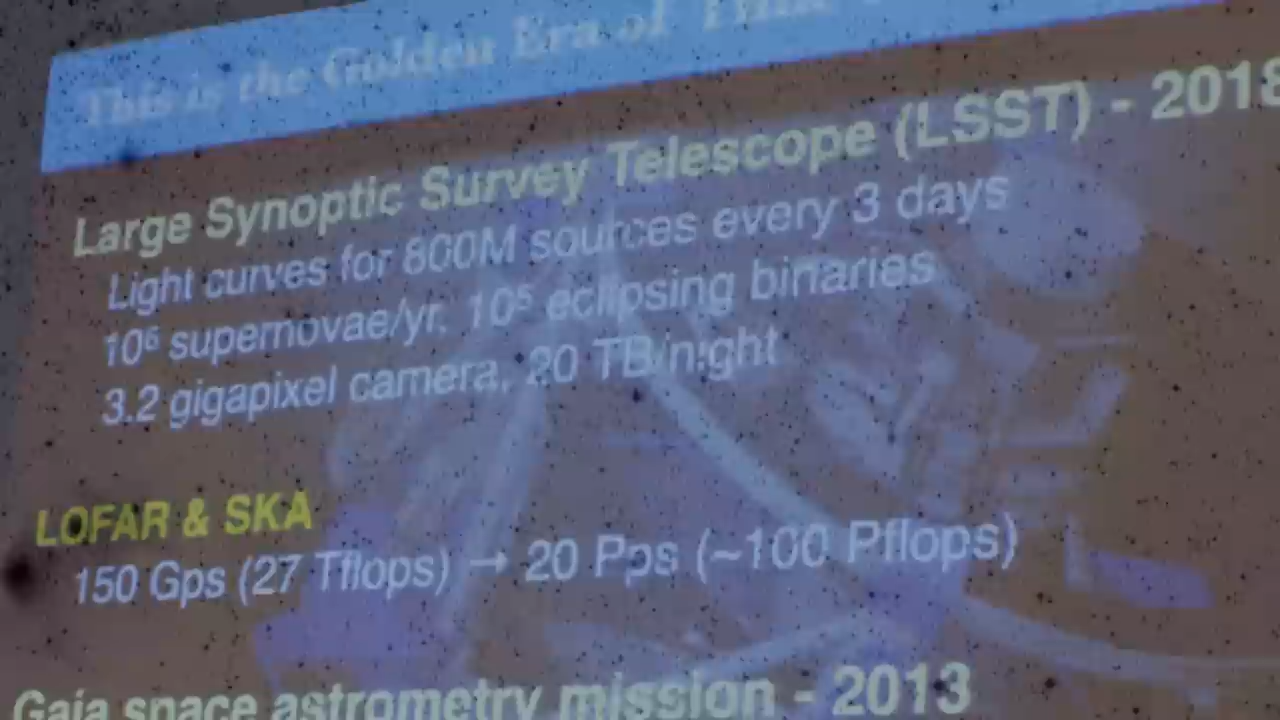 This is the Golden Era of
Large Synoptic Survey Telescope (LSST) - 2018
Light curves for 800M sources every 3 days
10⁶ supernovae/yr, 10⁵ eclipsing binaries
3.2 gigapixel camera, 20 TB/night
LOFAR & SKA
150 Gps (27 Tflops) → 20 Pps (~100 Pflops)
Gaia space astrometry mission - 2013